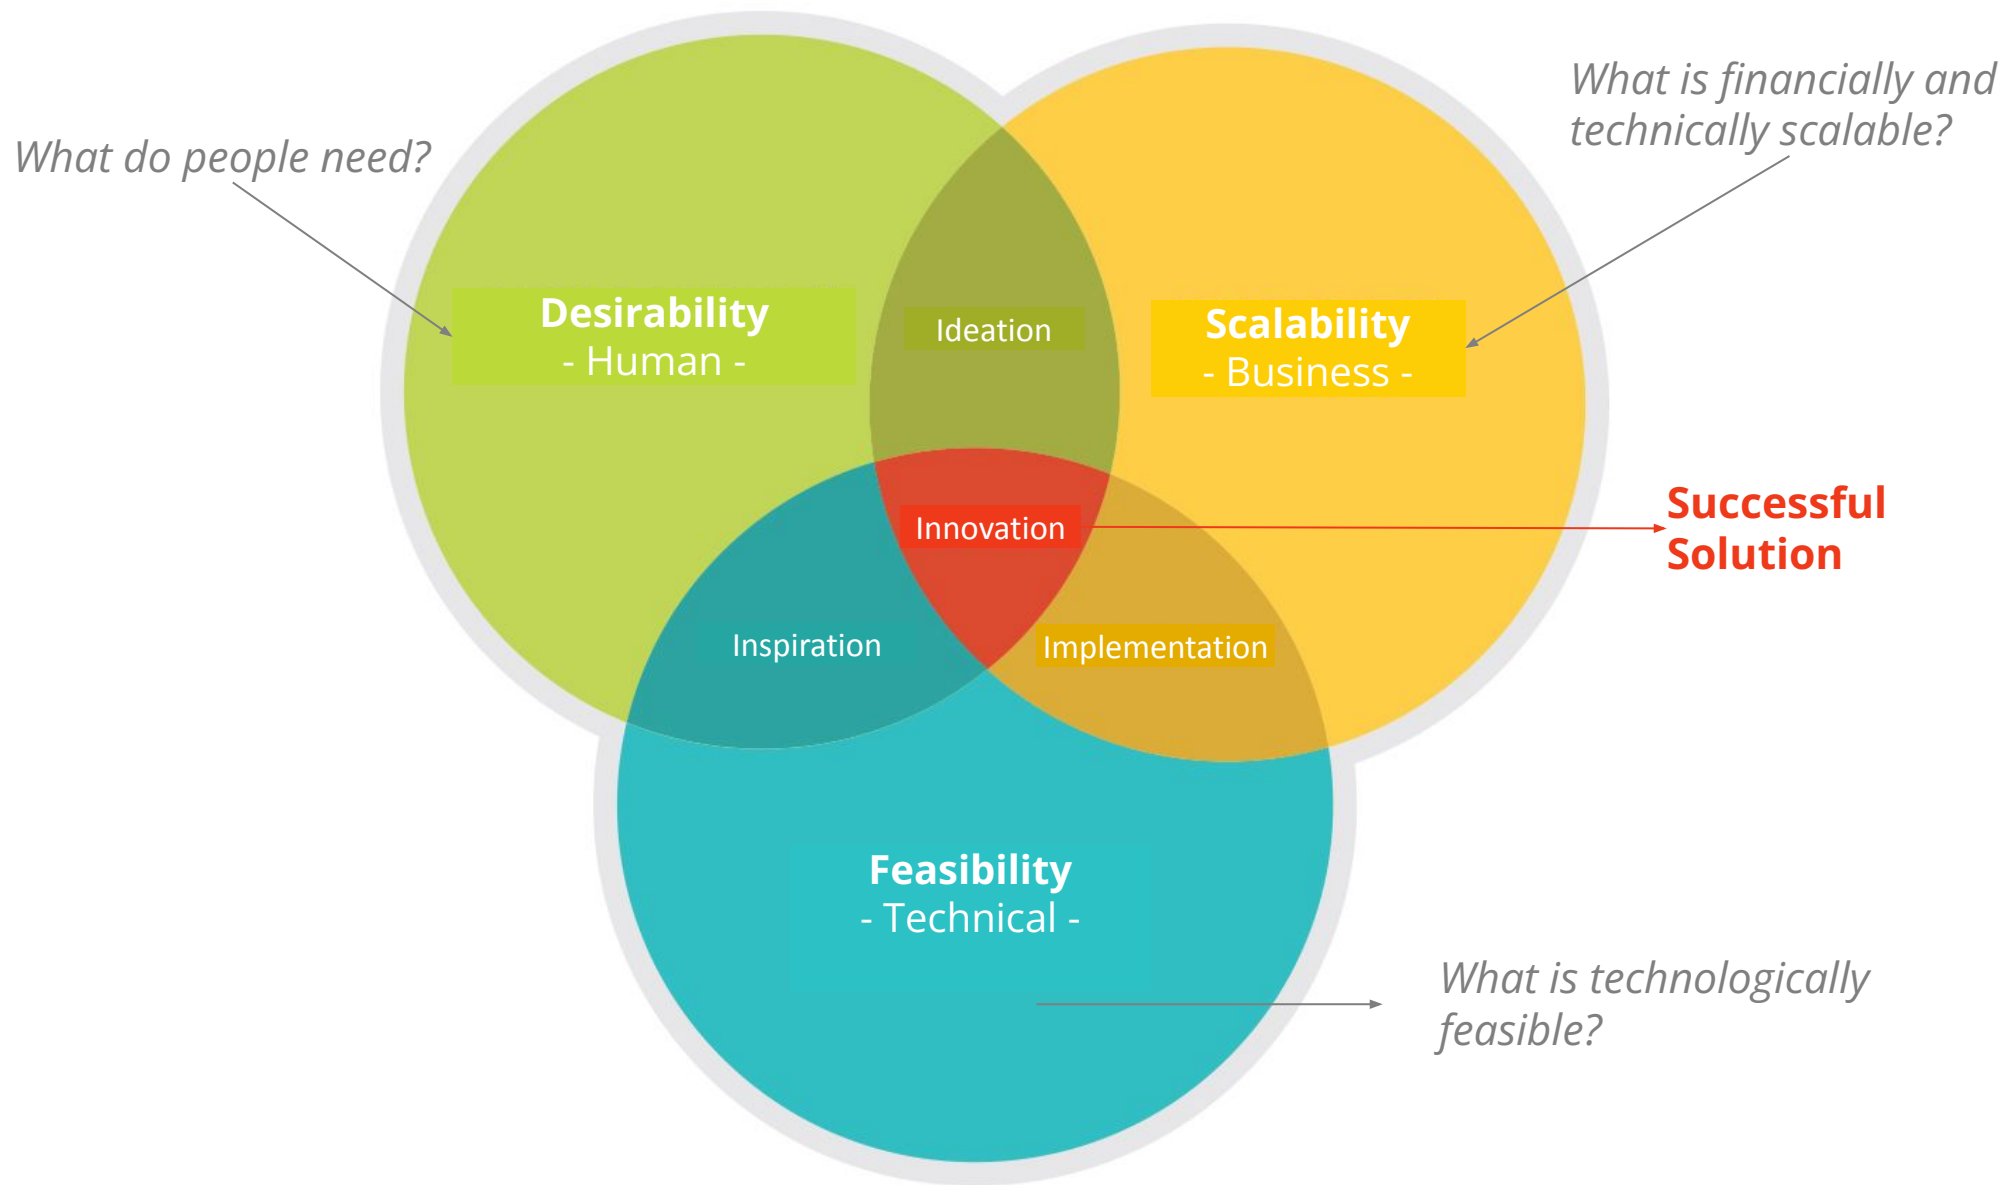 What is financially and
technically scalable?
What do people need?
Desirability
- Human -
Ideation
Scalability
- Business -
Successful
Solution
Innovation
Inspiration
Implementation
Feasibility
- Technical -
What is technologically
feasible?